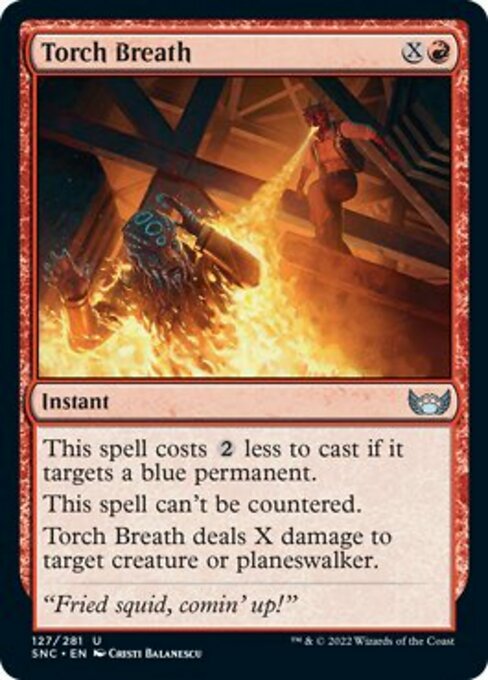 Torch Breath X
Instant
This spell costs 2 less to cast if it
targets a blue permanent.
This spell can't be countered.
Torch Breath deals X damage to
target creature or planeswalker.
“Fried squid, comin' up!”
127/281 U
SNC • EN Cristi Balanescu
™ & © 2022 Wizards of the Coast